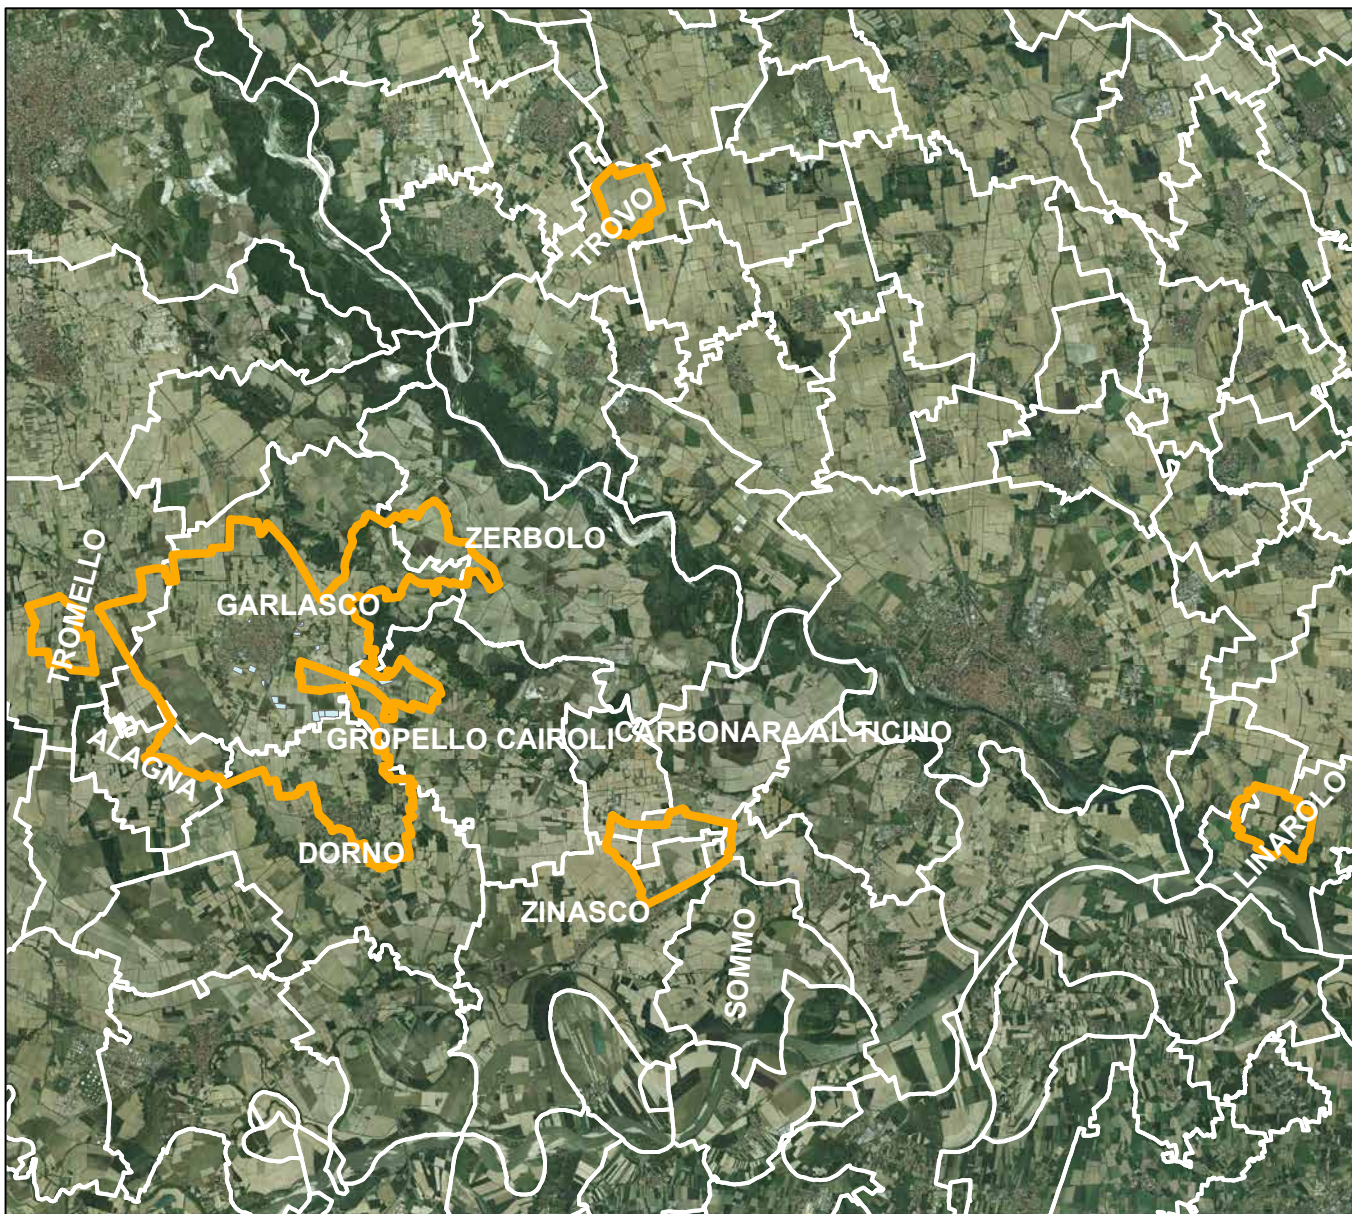 TROVO
ZERBOLO`
TROMELLO
GARLASCO
ALAGNA
GROPELLO CAIROLI
CARBONARA AL TICINO
LINAROLO
DORNO
ZINASCO
SOMMO